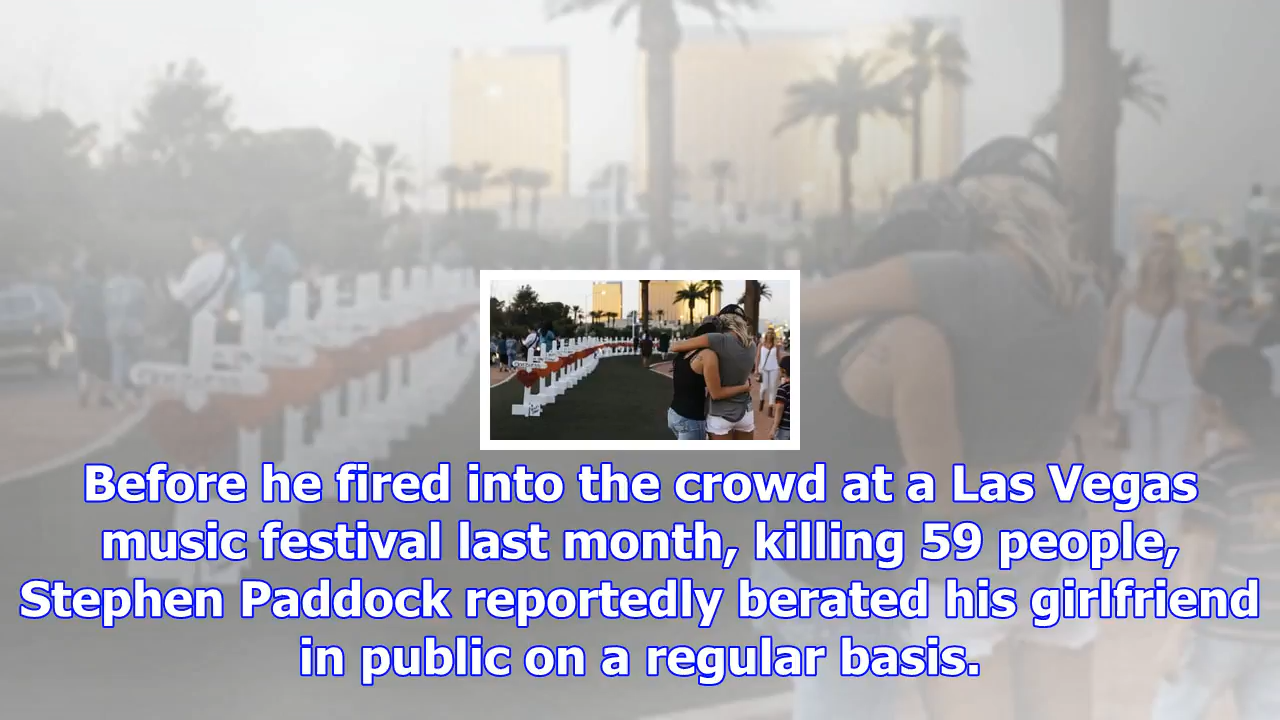 Before he fired into the crowd at a Las Vegas
music festival last month, killing 59 people,
Stephen Paddock reportedly berated his girlfriend
in public on a regular basis.